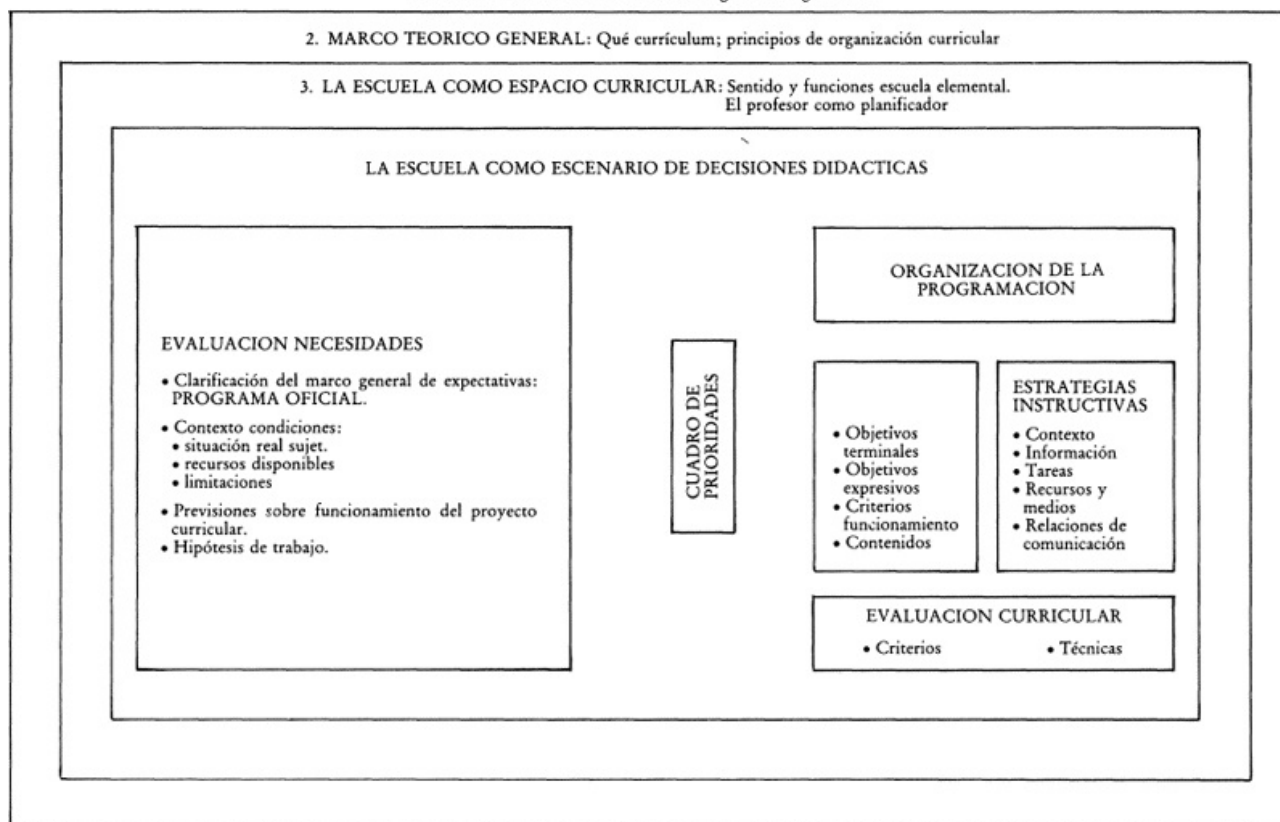 2. MARCO TEORICO GENERAL: Qué currículum; principios de organización curricular
3. LA ESCUELA COMO ESPACIO CURRICULAR: Sentido y funciones escuela elemental.
El profesor como planificador
LA ESCUELA COMO ESCENARIO DE DECISIONES DIDACTICAS
EVALUACION NECESIDADES
• Clarificación del marco general de expectativas:
PROGRAMA OFICIAL.
• Contexto condiciones:
• situación real sujet.
• recursos disponibles
• limitaciones
• Previsiones sobre funcionamiento del proyecto
curricular.
• Hipótesis de trabajo.
CUADRO DE
PRIORIDADES
ORGANIZACION DE LA
PROGRAMACION
• Objetivos
terminales
• Objetivos
expresivos
• Criterios
funcionamiento
• Contenidos
ESTRATEGIAS
INSTRUCTIVAS
• Contexto
• Información
• Tareas
• Recursos y
medios
• Relaciones de
comunicación
EVALUACION CURRICULAR
• Criterios • Técnicas